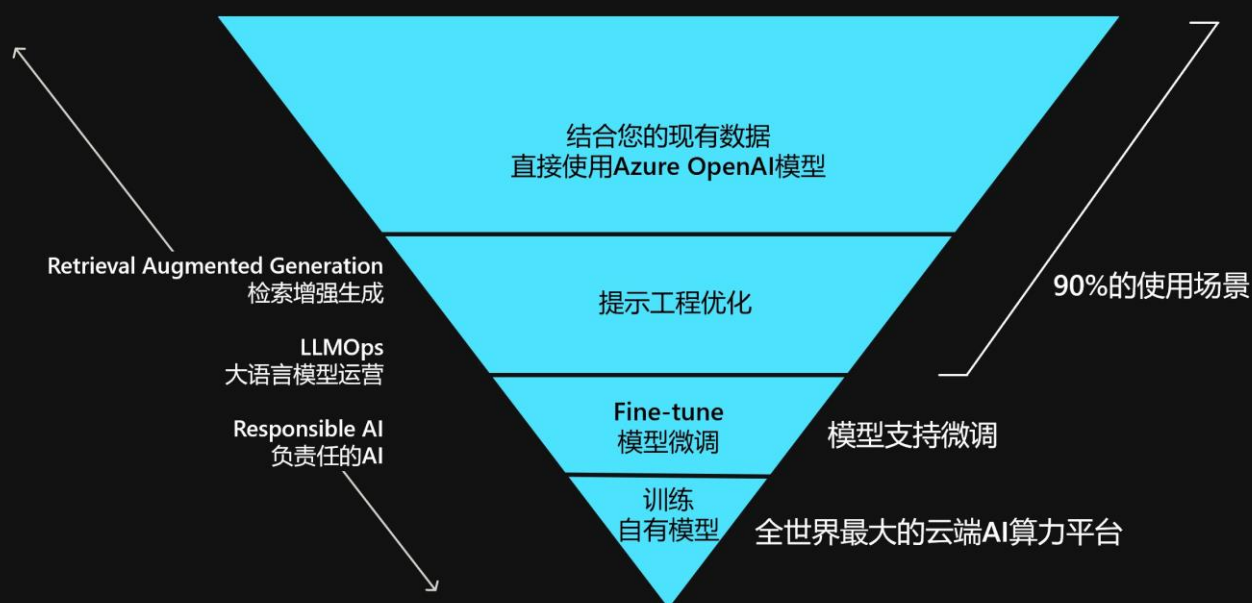 结合您的现有数据
直接使用Azure OpenAI模型
Retrieval Augmented Generation
检索增强生成
提示工程优化
90%的使用场景
LLMOps
大语言模型运营
Fine-tune
模型微调
模型支持微调
Responsible AI
负责任的AI
训练
自有模型
全世界最大的云端AI算力平台